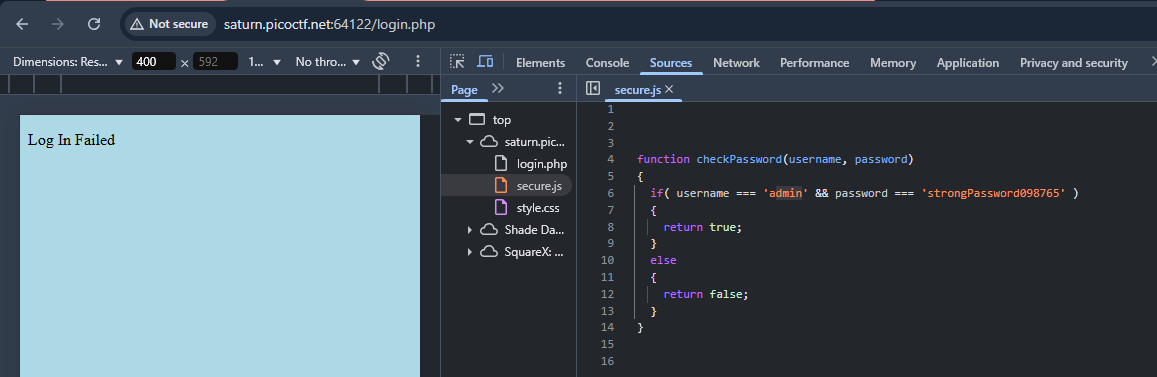 Not secure saturn.picoctf.net:64122/login.php
Dimensions: Res... 400 × 592 1... No thro...
Elements Console Sources Network Performance Memory Application Privacy and security
Log In Failed
Page
top
saturn.pic...
login.php
secure.js
style.css
Shade Da...
SquareX: ...
secure.js
1
2
3
4 function checkPassword(username, password)
5 {
6 if( username === 'admin' && password === 'strongPassword098765' )
7 {
8 return true;
9 }
10 else
11 {
12 return false;
13 }
14 }
15
16